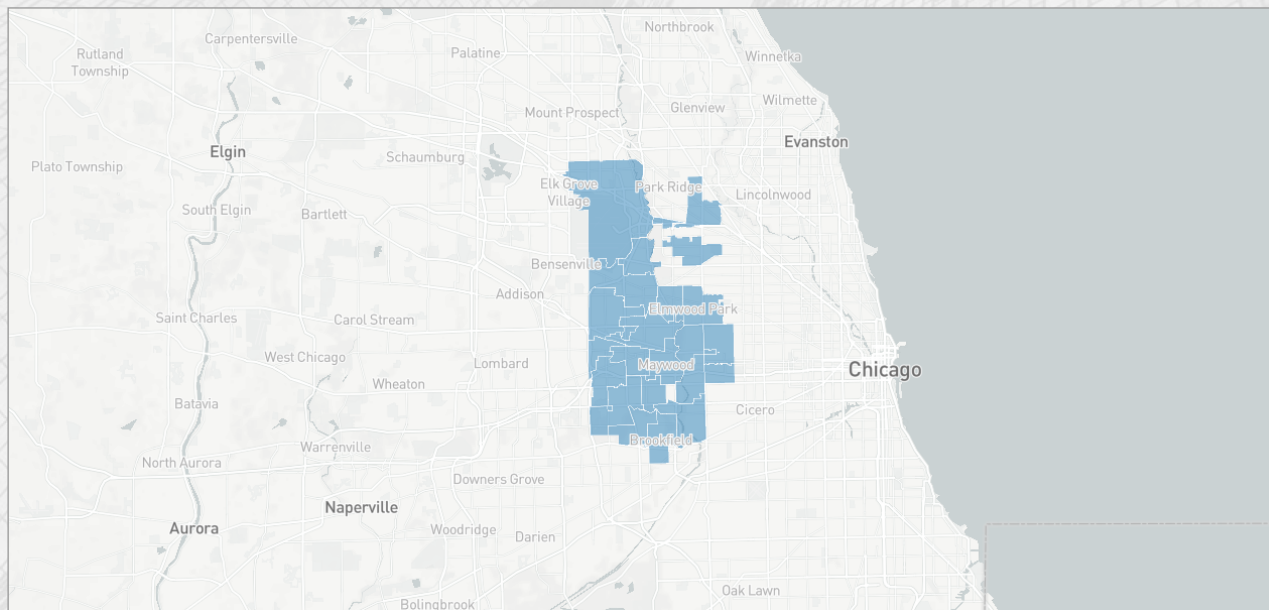 Northbrook
Carpentersville
Palatine
Rutland
Township
Winnetka
Wilmette
Glenview
Mount Prospect
Evanston
Elgin
Schaumburg
Plato Township
Elk Grove
Village
Park Ridge
Lincolnwood
South Elgin
Bartlett
Bensenville
Addison
Elmwood Park
Saint Charles
Carol Stream
West Chicago
Lombard
Maywood
Chicago
Wheaton
Batavia
Cicero
Brookfield
Warrenville
North Aurora
Downers Grove
Naperville
Aurora
Woodridge
Darien
Oak Lawn
Bolingbrook